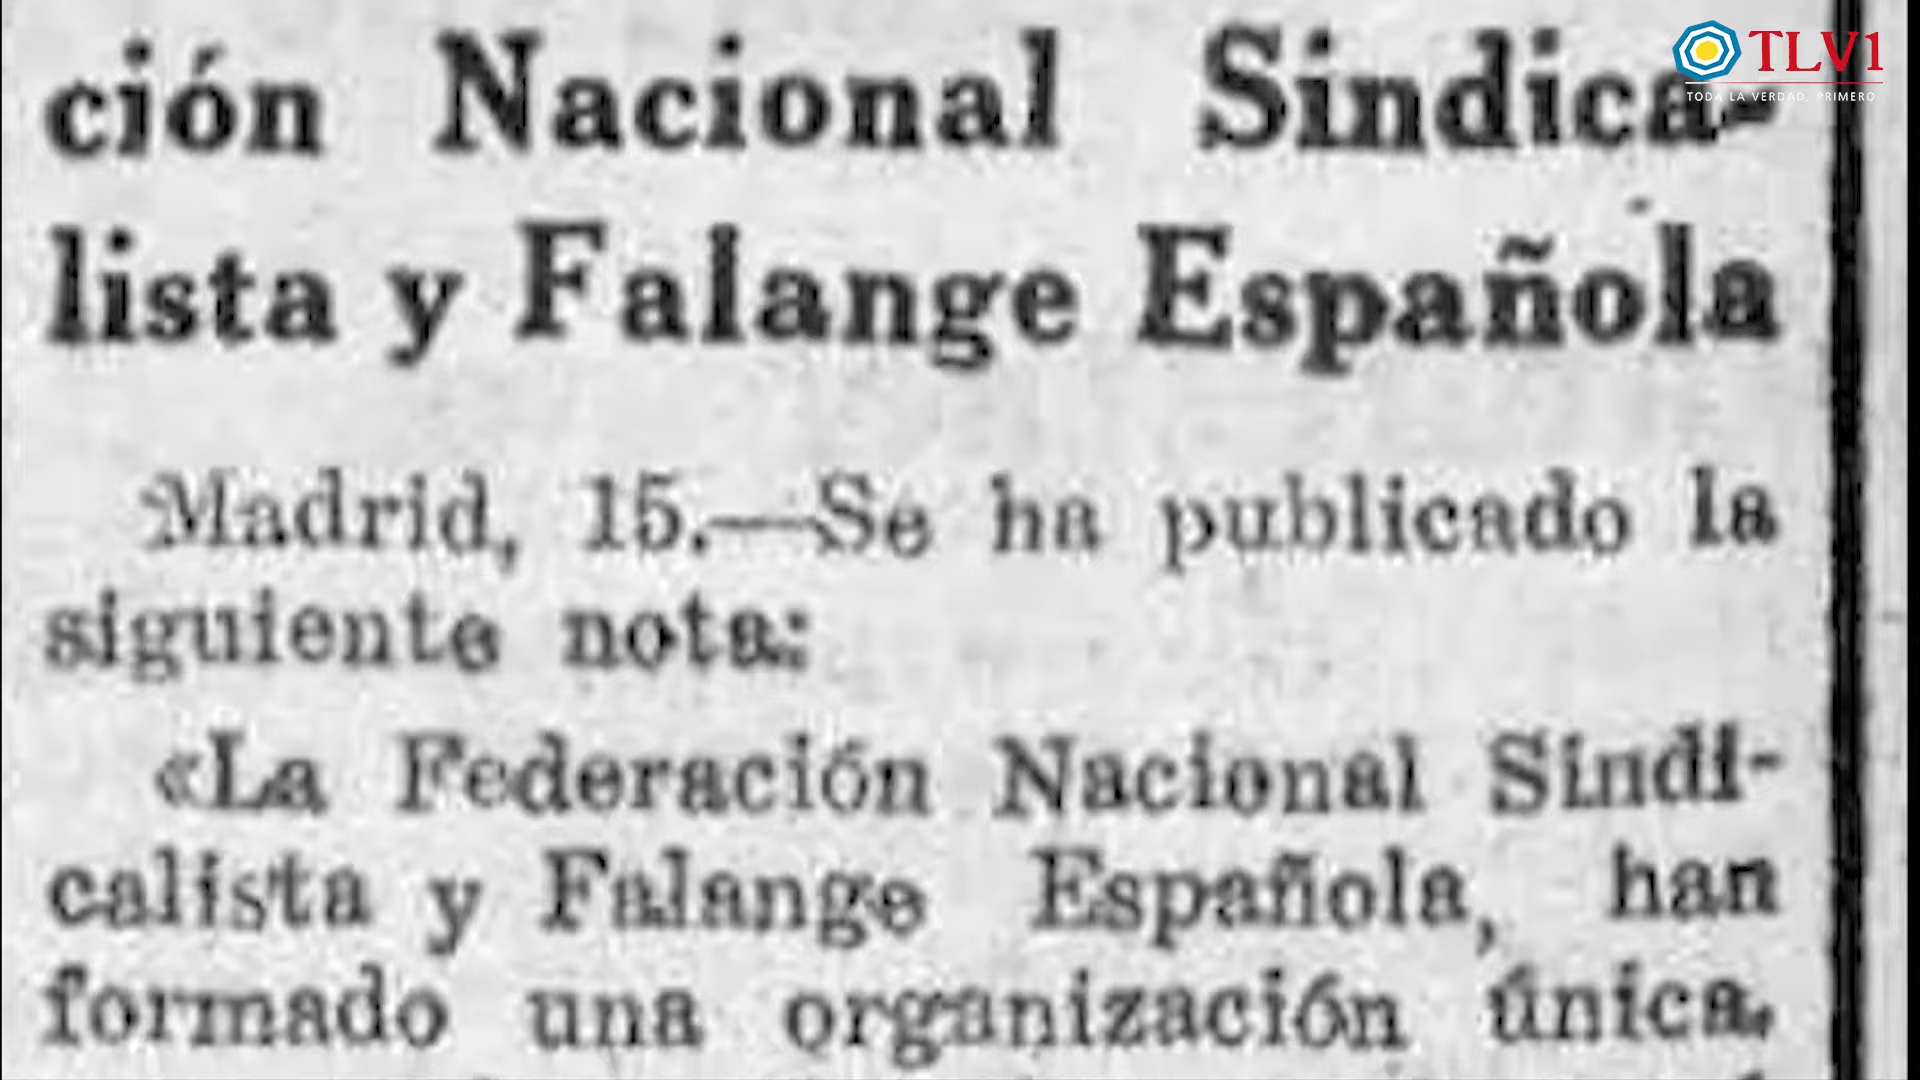 TLV1
TODA LA VERDAD, PRIMERO
ción Nacional Sindica-
lista y Falange Española
Madrid, 15.—Se ha publicado la
siguiente nota:
«La Federación Nacional Sindi-
calista y Falange Española, han
formado una organización única,